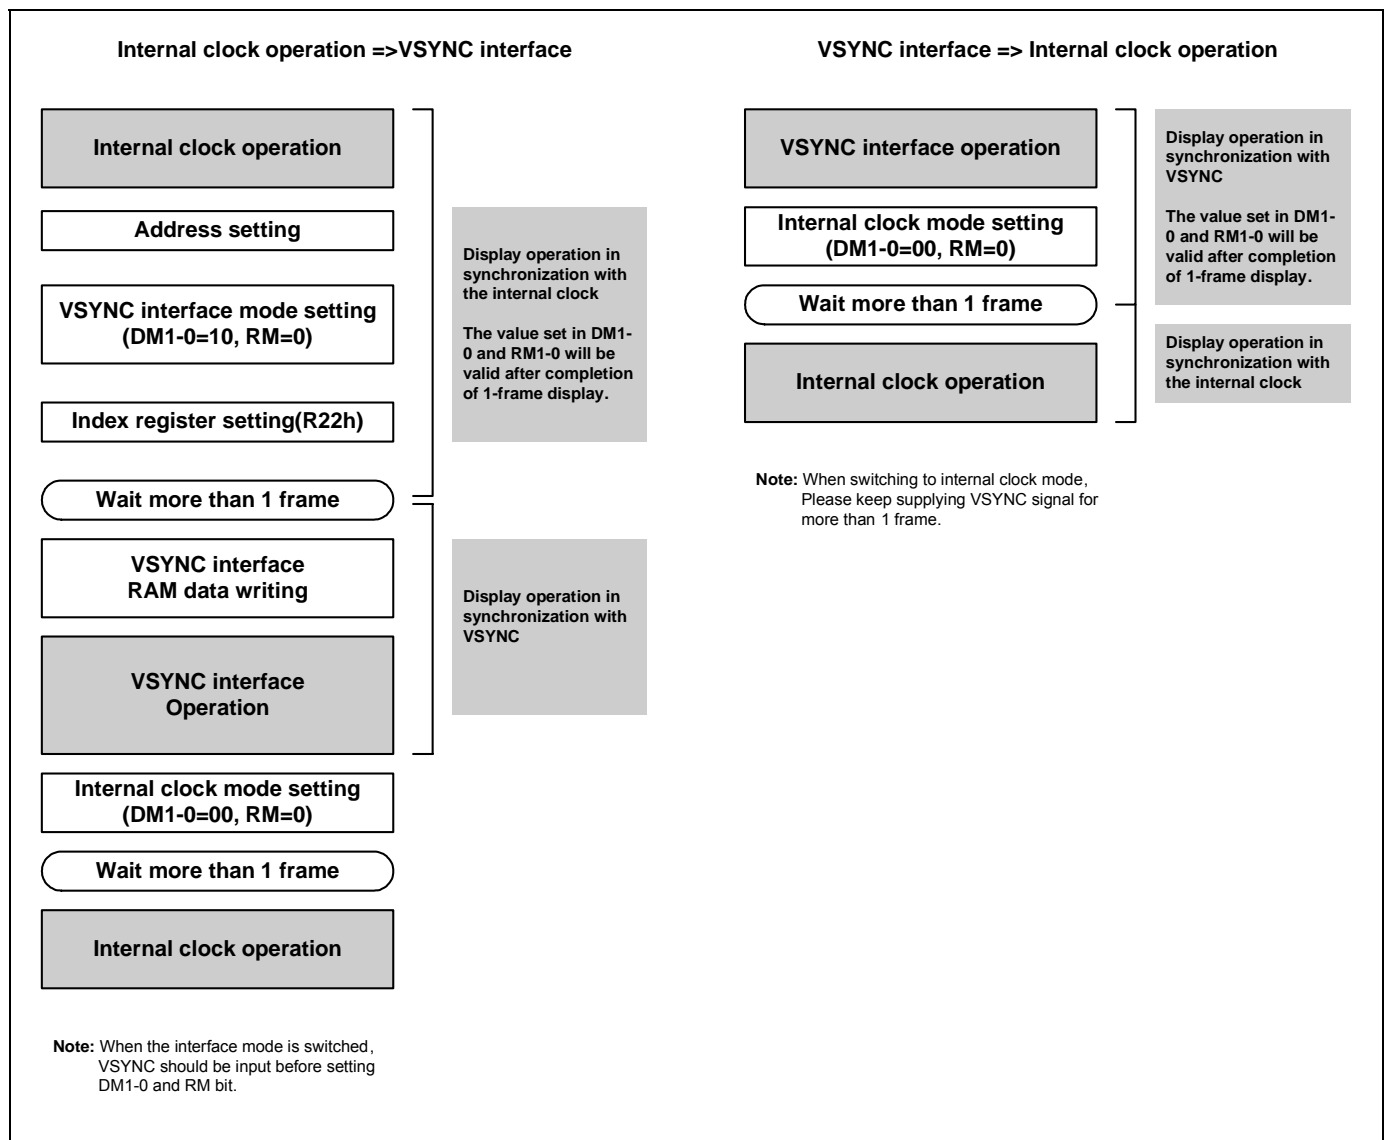 Internal clock operation =>VSYNC interface
Internal clock operation
Address setting
VSYNC interface mode setting
(DM1-0=10, RM=0)
Index register setting(R22h)
Wait more than 1 frame
VSYNC interface
RAM data writing
VSYNC interface
Operation
Internal clock mode setting
(DM1-0=00, RM=0)
Wait more than 1 frame
Internal clock operation
Display operation in
synchronization with
the internal clock
The value set in DM1-
0 and RM1-0 will be
valid after completion
of 1-frame display.
Display operation in
synchronization with
VSYNC
Note: When the interface mode is switched,
VSYNC should be input before setting
DM1-0 and RM bit.
VSYNC interface => Internal clock operation
VSYNC interface operation
Internal clock mode setting
(DM1-0=00, RM=0)
Wait more than 1 frame
Internal clock operation
Display operation in
synchronization with
VSYNC
The value set in DM1-
0 and RM1-0 will be
valid after completion
of 1-frame display.
Display operation in
synchronization with
the internal clock
Note: When switching to internal clock mode,
Please keep supplying VSYNC signal for
more than 1 frame.